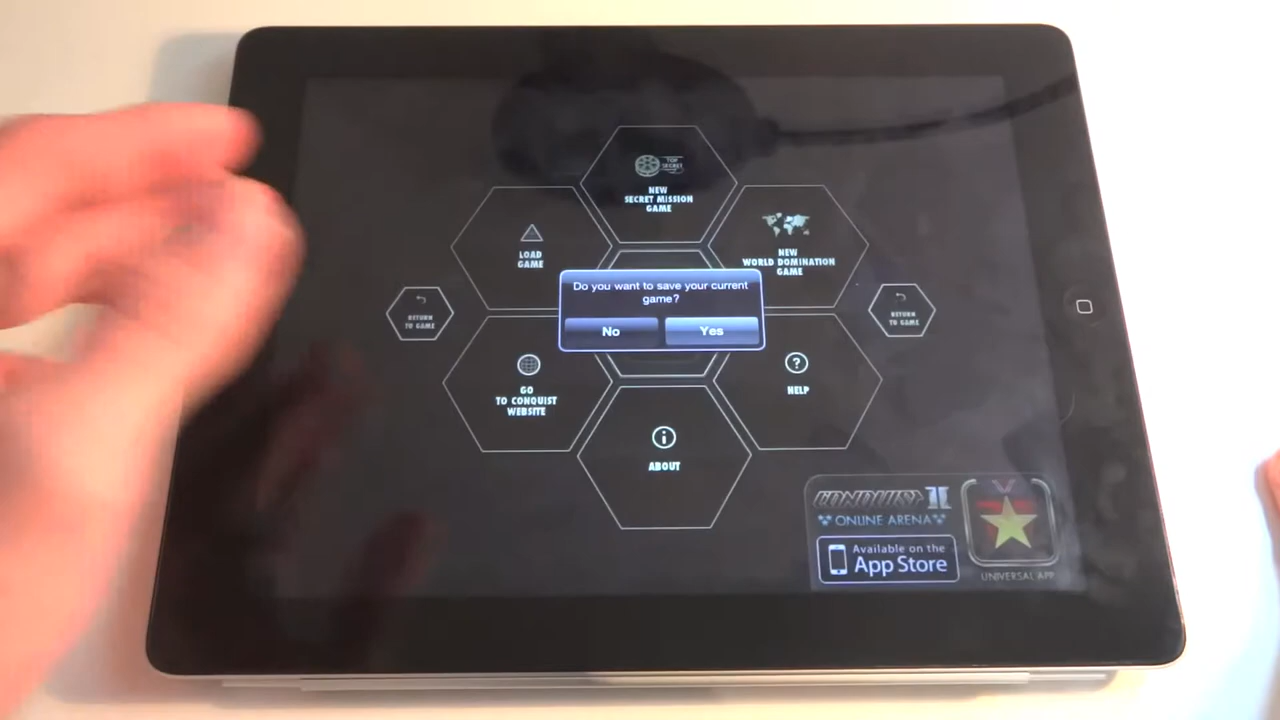 TOP
SECRET
NEW
SECRET MISSION
GAME
LOAD
GAME
NEW
WORLD DOMINATION
GAME
Do you want to save your current
game?
No
Yes
RETURN
TO GAME
RETURN
TO GAME
GO
TO CONQUIST
WEBSITE
?
HELP
i
ABOUT
CONQUIST II
ONLINE ARENA
Available on the
App Store
UNIVERSAL APP